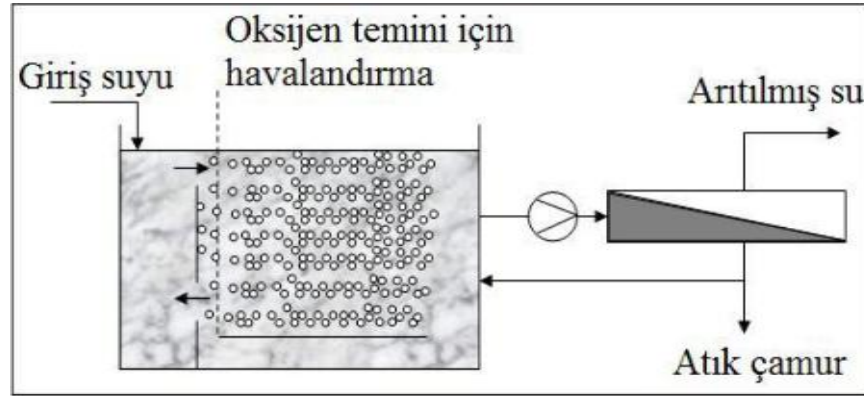 Oksijen temini için
havalandırma
Giriş suyu
Arıtılmış su
Atık çamur